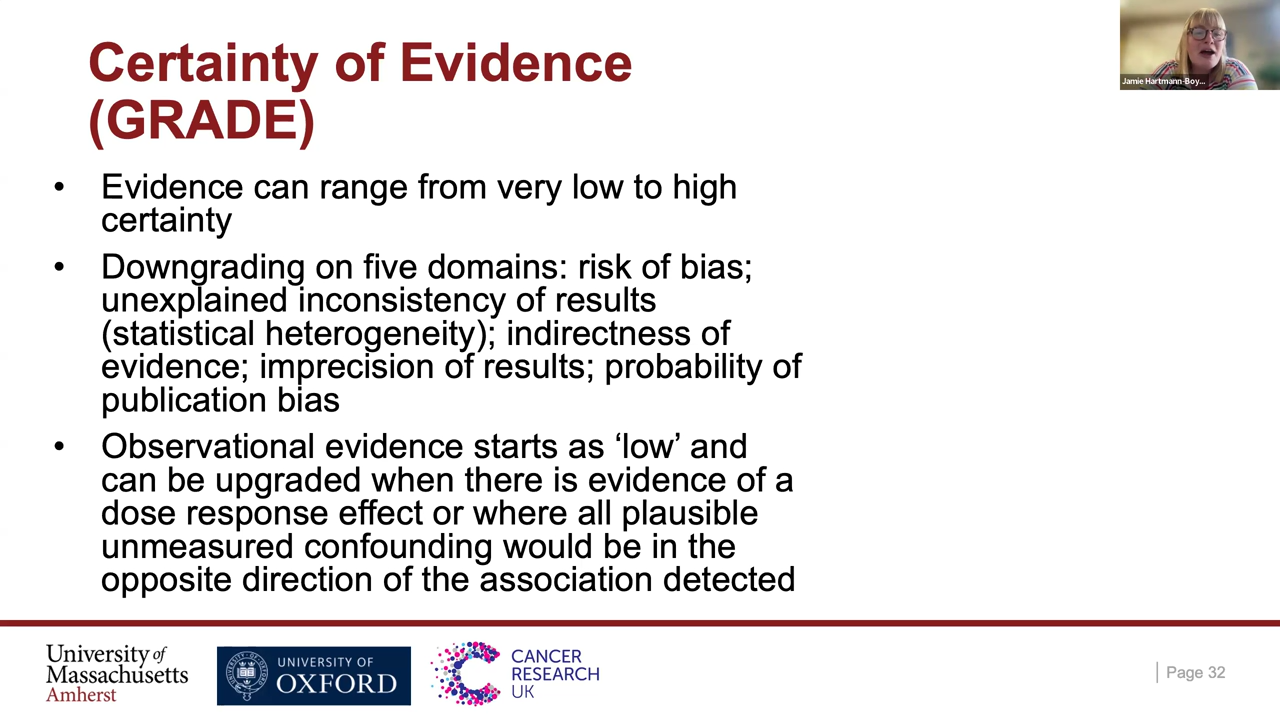 Certainty of Evidence
(GRADE)
Jamie Hartmann-Boy...
• Evidence can range from very low to high
certainty
• Downgrading on five domains: risk of bias;
unexplained inconsistency of results
(statistical heterogeneity); indirectness of
evidence; imprecision of results; probability of
publication bias
• Observational evidence starts as ‘low’ and
can be upgraded when there is evidence of a
dose response effect or where all plausible
unmeasured confounding would be in the
opposite direction of the association detected
University of
Massachusetts
Amherst
UNIVERSITY OF
OXFORD
CANCER
RESEARCH
UK
Page 32